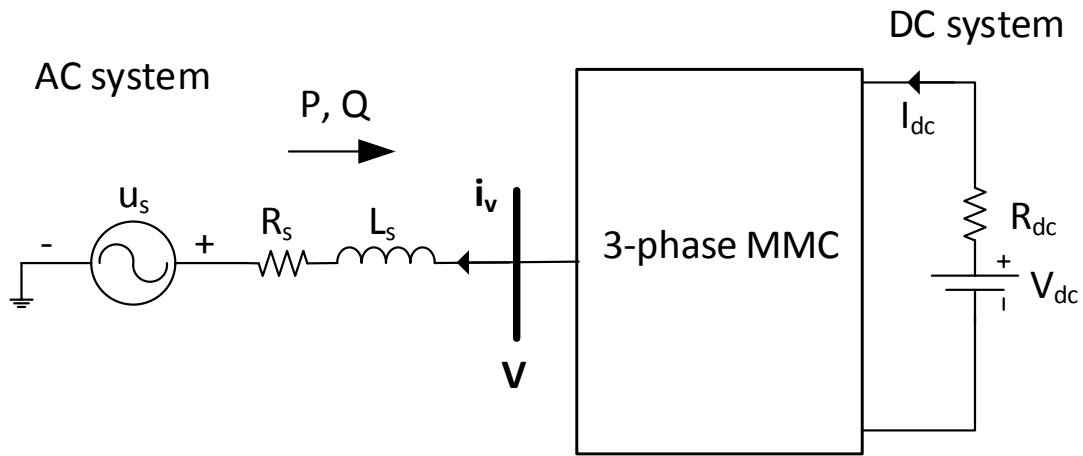 DC system
AC system
P, Q
I_dc
i_v
u_s
R_s
L_s
- +
3-phase MMC
R_dc
+
V_dc
-
V